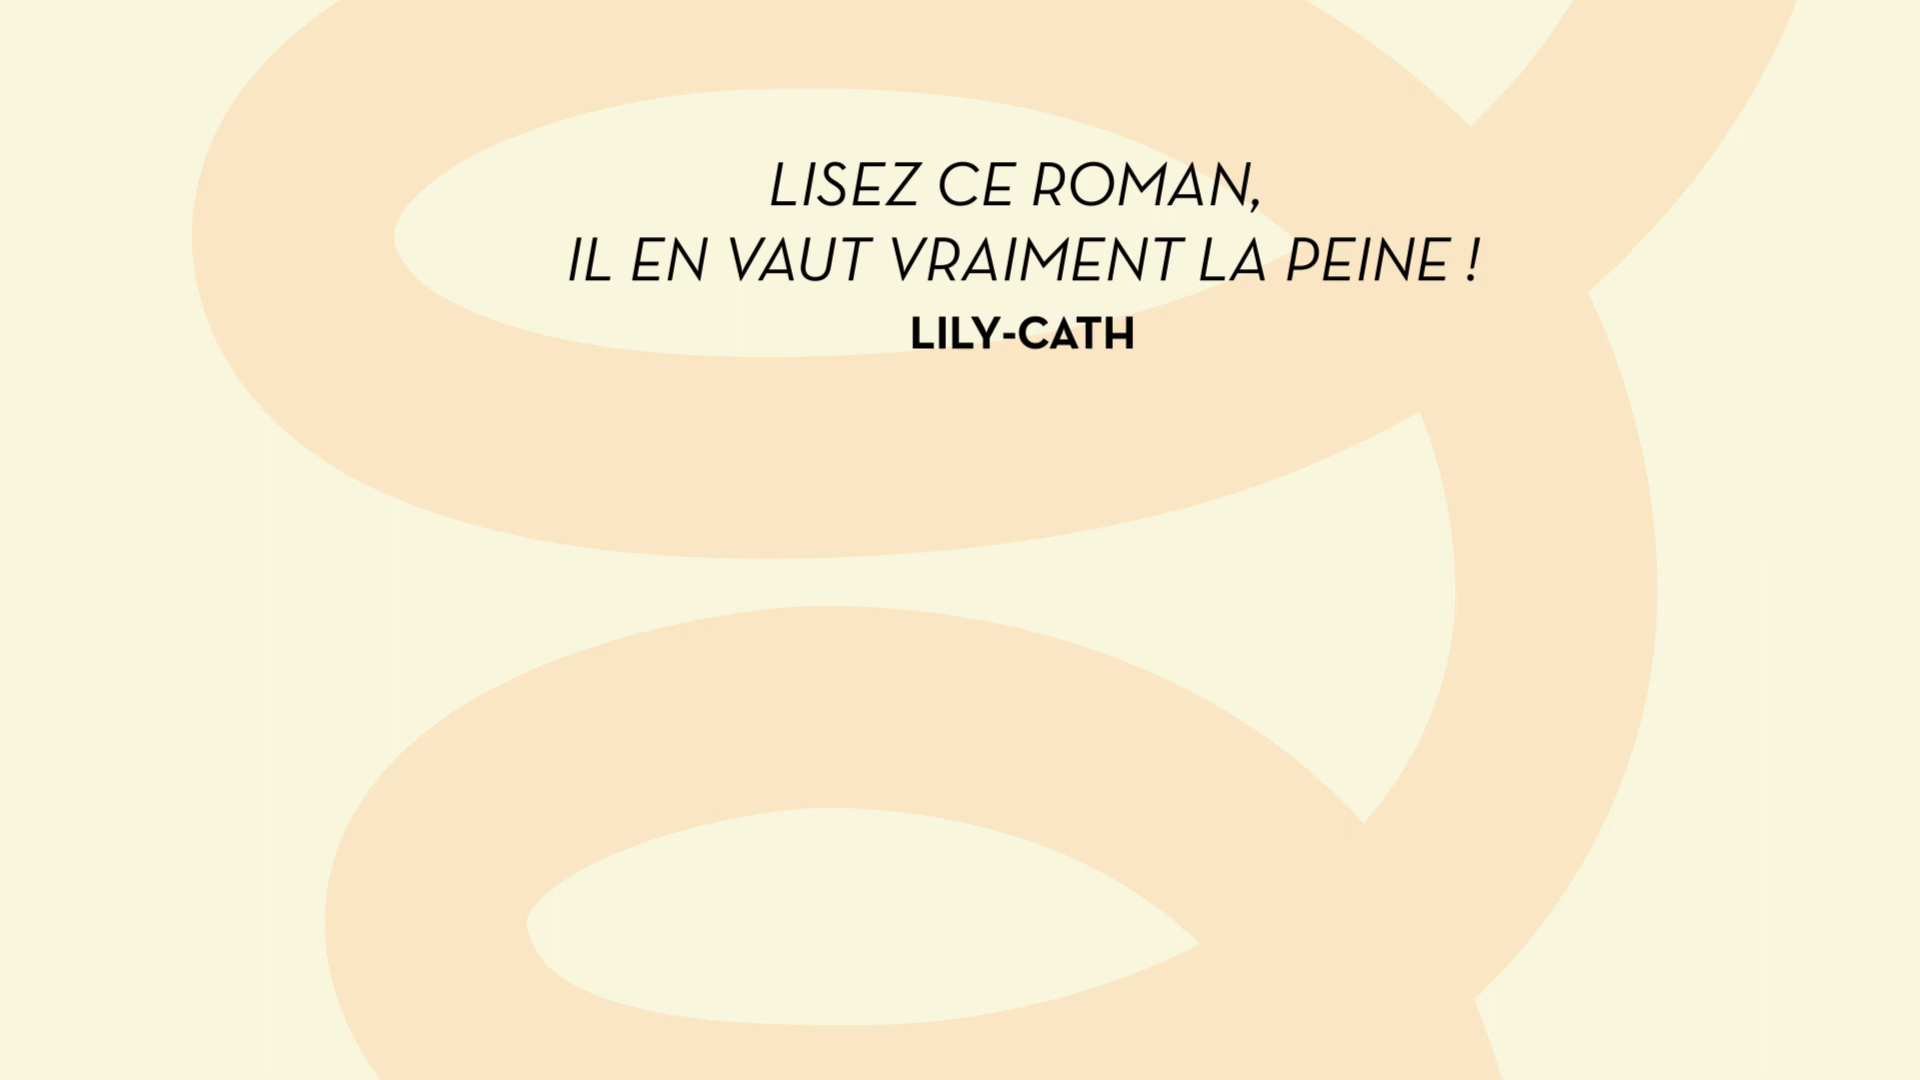 LISEZ CE ROMAN,
IL EN VAUT VRAIMENT LA PEINE !
LILY-CATH